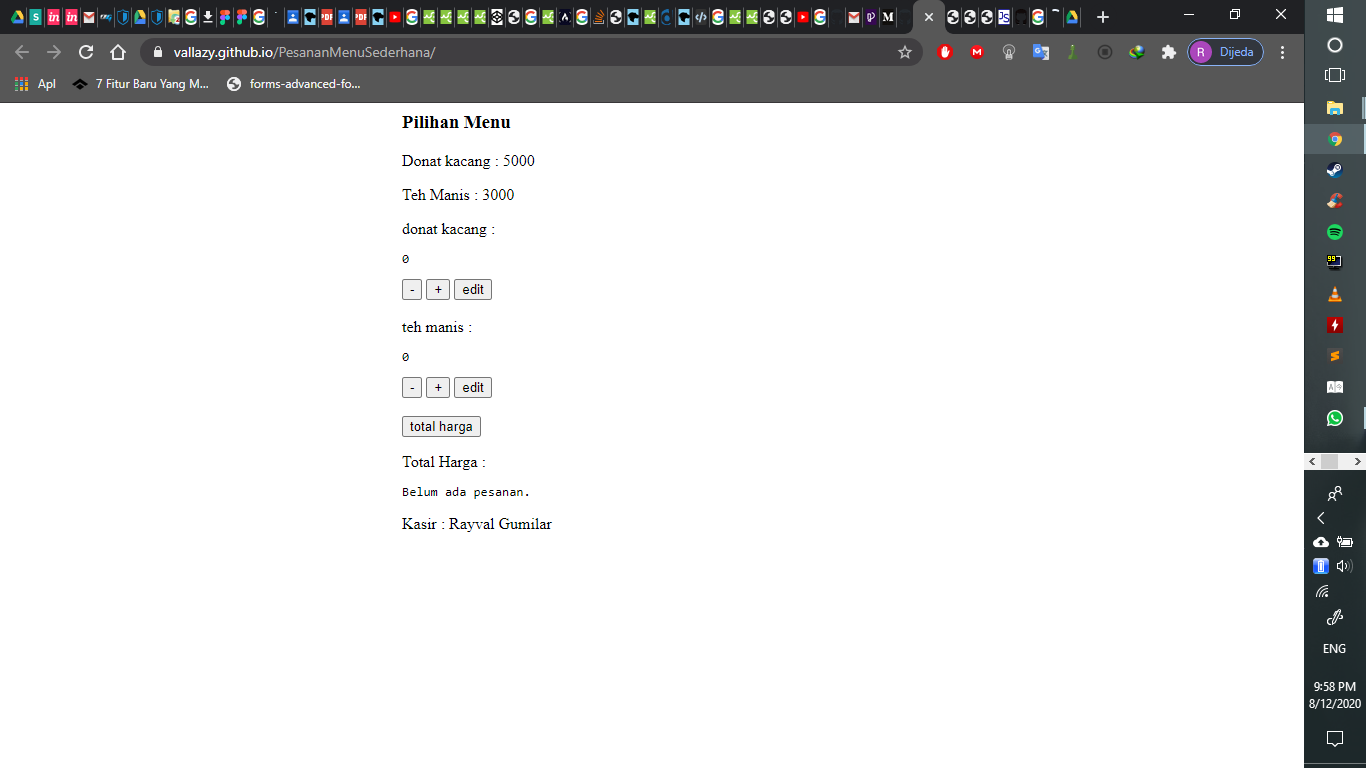 vallazy.github.io/PesananMenuSederhana/
R Dijeda
Apl
7 Fitur Baru Yang M...
forms-advanced-fo...
Pilihan Menu
Donat kacang : 5000
Teh Manis : 3000
donat kacang :
0
- + edit
teh manis :
0
- + edit
total harga
Total Harga :
Belum ada pesanan.
Kasir : Rayval Gumilar
ENG
9:58 PM
8/12/2020